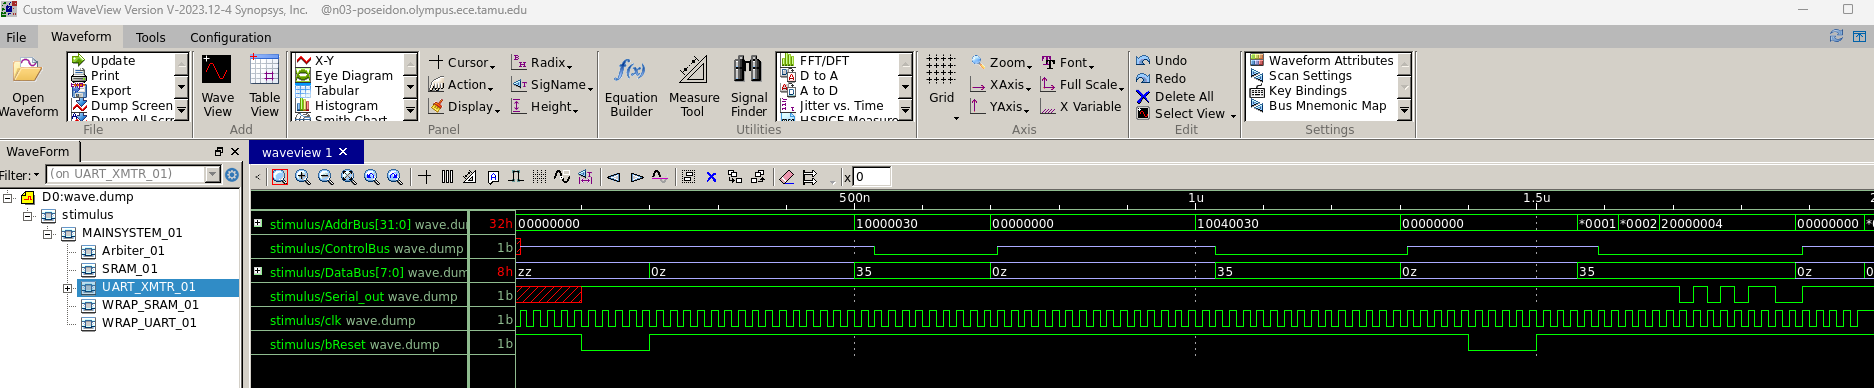 Custom WaveView Version V-2023.12-4 Synopsys, Inc. @n03-poseidon.olympus.ece.tamu.edu
File Waveform Tools Configuration
Open Waveform
Update
Print
Export
Dump Screen
Dump All Scr
File
Wave View
Table View
Add
X-Y
Eye Diagram
Tabular
Histogram
Smith Chart
Cursor
Action
Display
Radix
SigName
Height
Panel
f(x)
Equation Builder
Measure Tool
Signal Finder
FFT/DFT
D to A
A to D
Jitter vs. Time
HSPICE Measure
Utilities
Grid
Zoom
XAxis
YAxis
Font
Full Scale
X Variable
Axis
Undo
Redo
Delete All
Select View
Edit
Waveform Attributes
Scan Settings
Key Bindings
Bus Mnemonic Map
Settings
WaveForm
Filter: (on UART_XMTR_01)
D0:wave.dump
stimulus
MAINSYSTEM_01
Arbiter_01
SRAM_01
UART_XMTR_01
WRAP_SRAM_01
WRAP_UART_01
waveview 1
x 0
500n 1u 1.5u 2
stimulus/AddrBus[31:0] wave.du 32h 00000000 10000030 00000000 10040030 00000000 *0001 *0002 20000004 00000000 *
stimulus/ControlBus wave.dump 1b
stimulus/DataBus[7:0] wave.dum 8h zz 0z 35 0z 35 0z 35 0z 0
stimulus/Serial_out wave.dump 1b
stimulus/clk wave.dump 1b
stimulus/bReset wave.dump 1b